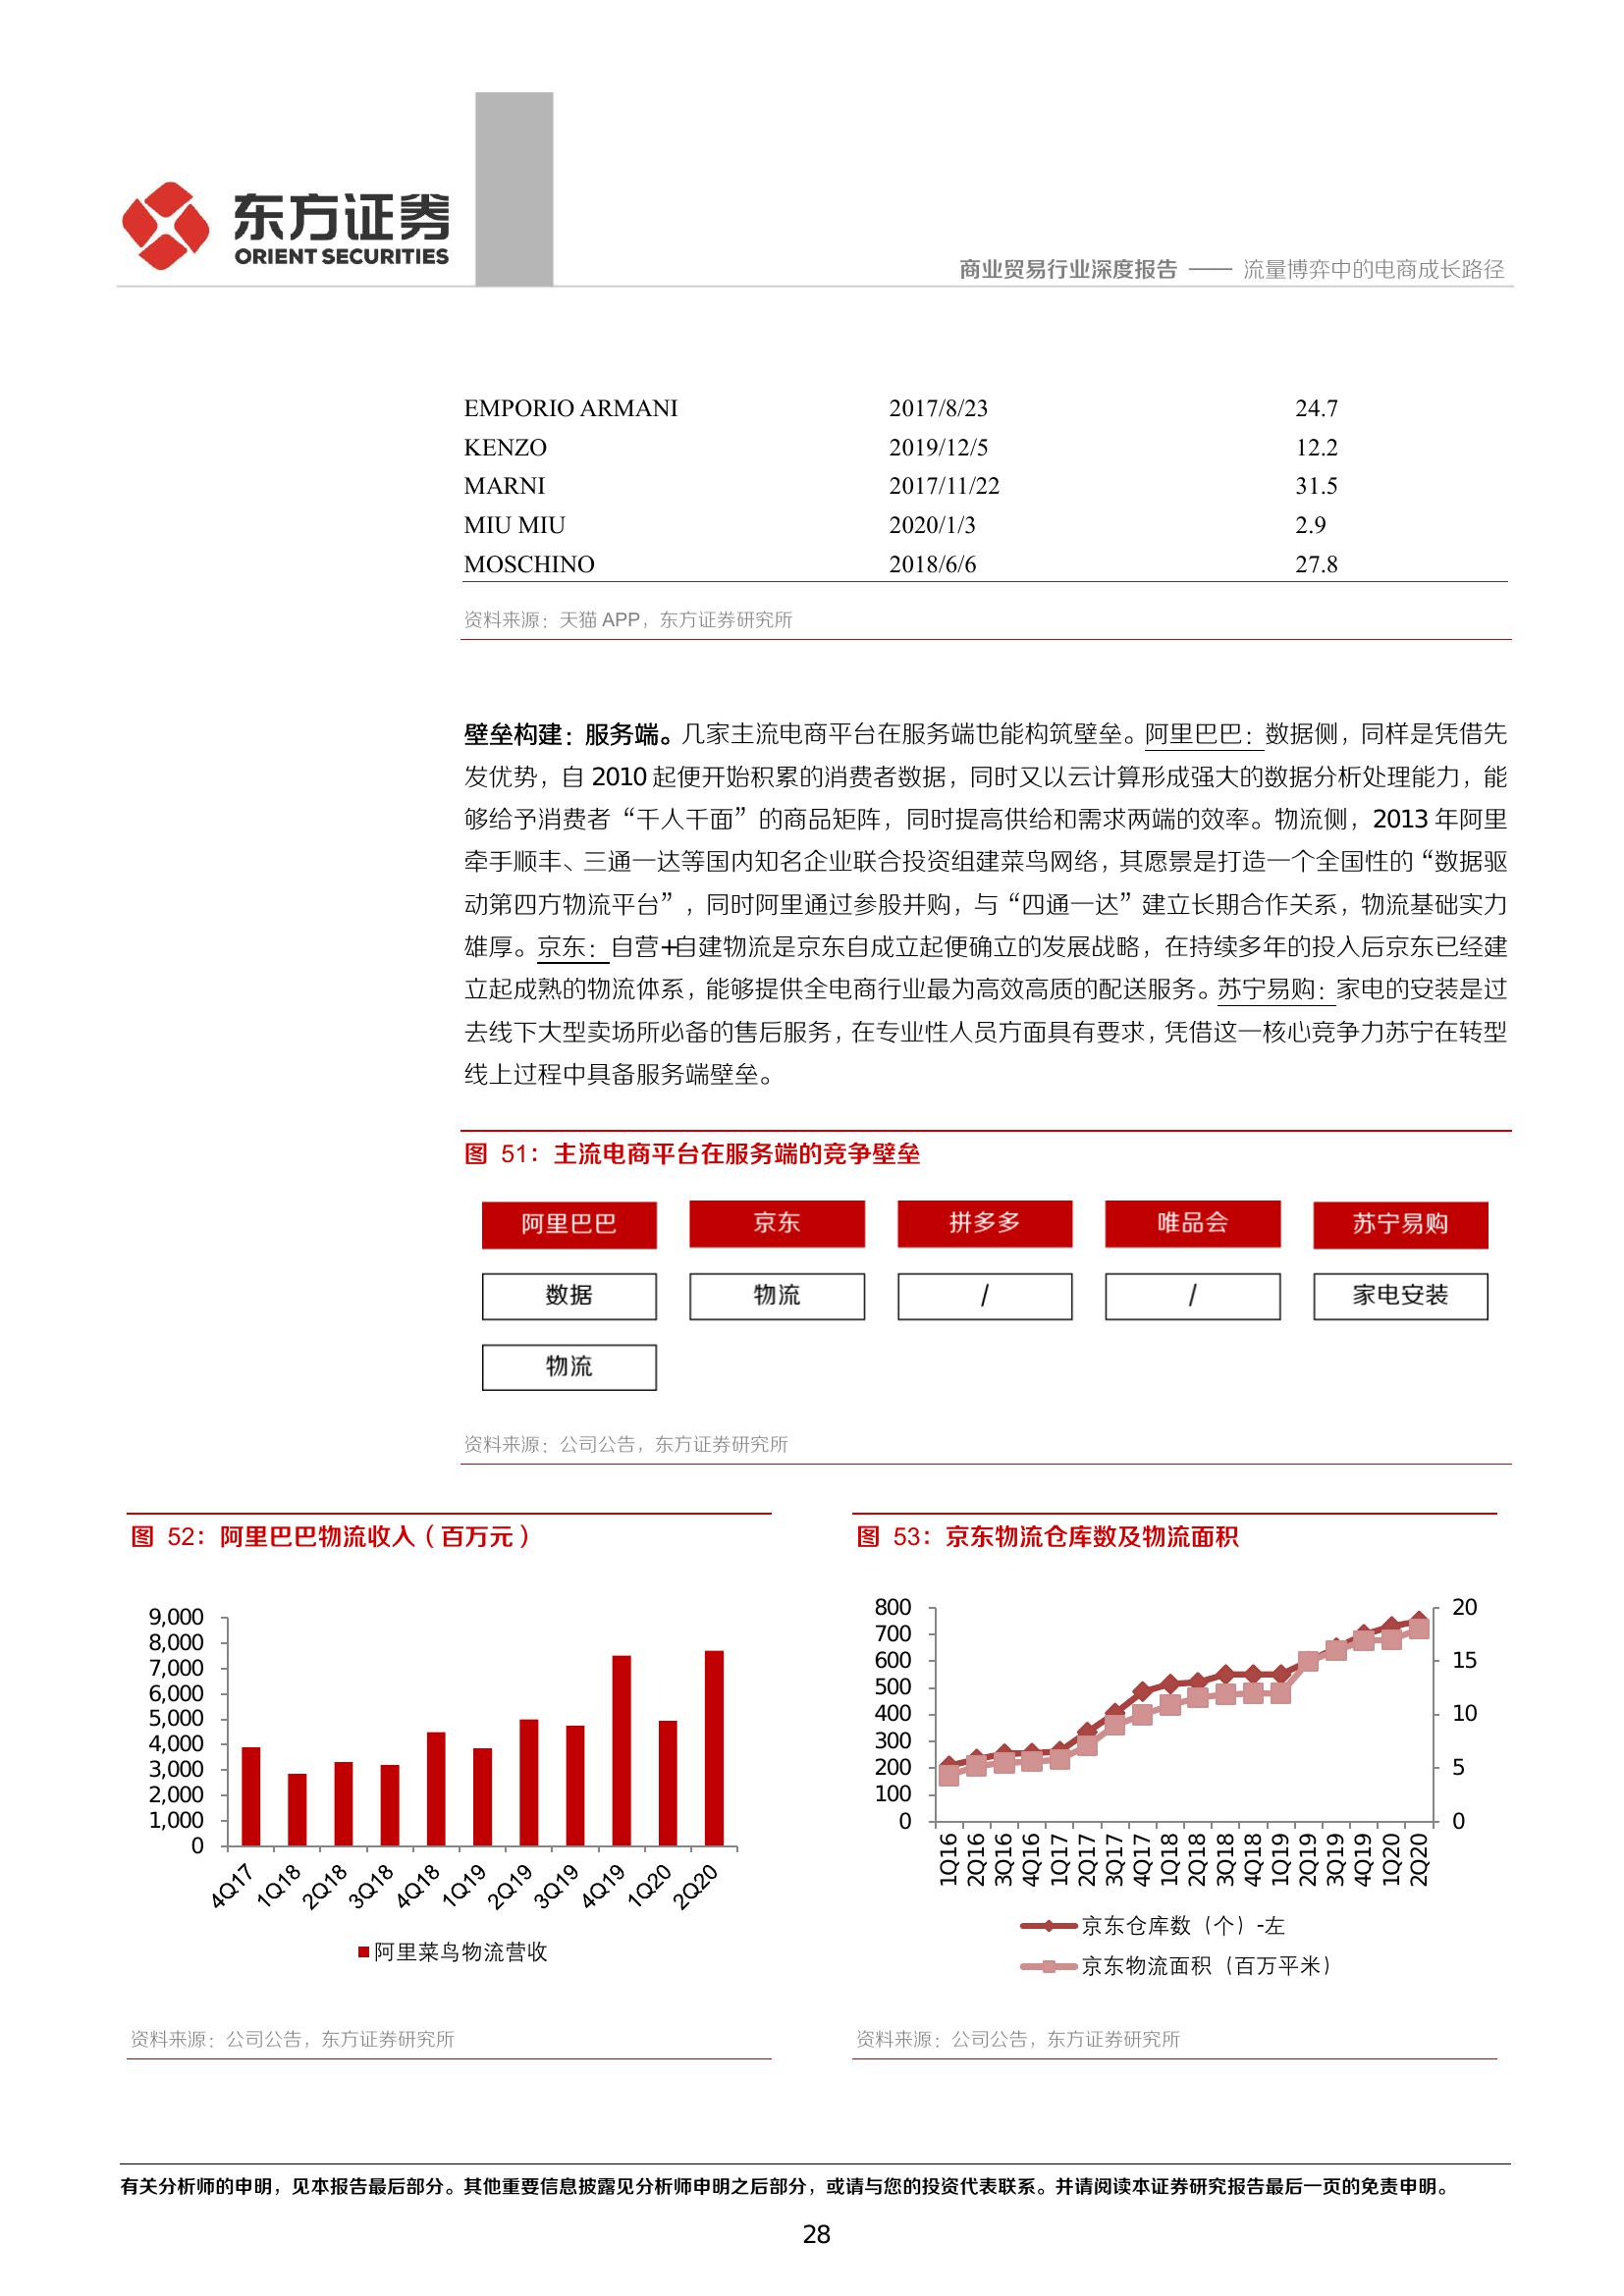 东方证券
ORIENT SECURITIES
商业贸易行业深度报告 —— 流量博弈中的电商成长路径
EMPORIO ARMANI 2017/8/23 24.7
KENZO 2019/12/5 12.2
MARNI 2017/11/22 31.5
MIU MIU 2020/1/3 2.9
MOSCHINO 2018/6/6 27.8
资料来源：天猫 APP，东方证券研究所
壁垒构建：服务端。几家主流电商平台在服务端也能构筑壁垒。阿里巴巴：数据侧，同样是凭借先
发优势，自 2010 起便开始积累的消费者数据，同时又以云计算形成强大的数据分析处理能力，能
够给予消费者“千人千面”的商品矩阵，同时提高供给和需求两端的效率。物流侧，2013 年阿里
牵手顺丰、三通一达等国内知名企业联合投资组建菜鸟网络，其愿景是打造一个全国性的“数据驱
动第四方物流平台”，同时阿里通过参股并购，与“四通一达”建立长期合作关系，物流基础实力
雄厚。京东：自营+自建物流是京东自成立起便确立的发展战略，在持续多年的投入后京东已经建
立起成熟的物流体系，能够提供全电商行业最为高效高质的配送服务。苏宁易购：家电的安装是过
去线下大型卖场所必备的售后服务，在专业性人员方面具有要求，凭借这一核心竞争力苏宁在转型
线上过程中具备服务端壁垒。
图 51：主流电商平台在服务端的竞争壁垒
阿里巴巴 京东 拼多多 唯品会 苏宁易购
数据 物流 / / 家电安装
物流
资料来源：公司公告，东方证券研究所
图 52：阿里巴巴物流收入（百万元）
9,000
8,000
7,000
6,000
5,000
4,000
3,000
2,000
1,000
0
4Q17 1Q18 2Q18 3Q18 4Q18 1Q19 2Q19 3Q19 4Q19 1Q20 2Q20
阿里菜鸟物流营收
资料来源：公司公告，东方证券研究所
图 53：京东物流仓库数及物流面积
800
700
600
500
400
300
200
100
0
20
15
10
5
0
1Q16 2Q16 3Q16 4Q16 1Q17 2Q17 3Q17 4Q17 1Q18 2Q18 3Q18 4Q18 1Q19 2Q19 3Q19 4Q19 1Q20 2Q20
京东仓库数（个）-左
京东物流面积（百万平米）
资料来源：公司公告，东方证券研究所
有关分析师的申明，见本报告最后部分。其他重要信息披露见分析师申明之后部分，或请与您的投资代表联系。并请阅读本证券研究报告最后一页的免责申明。
28